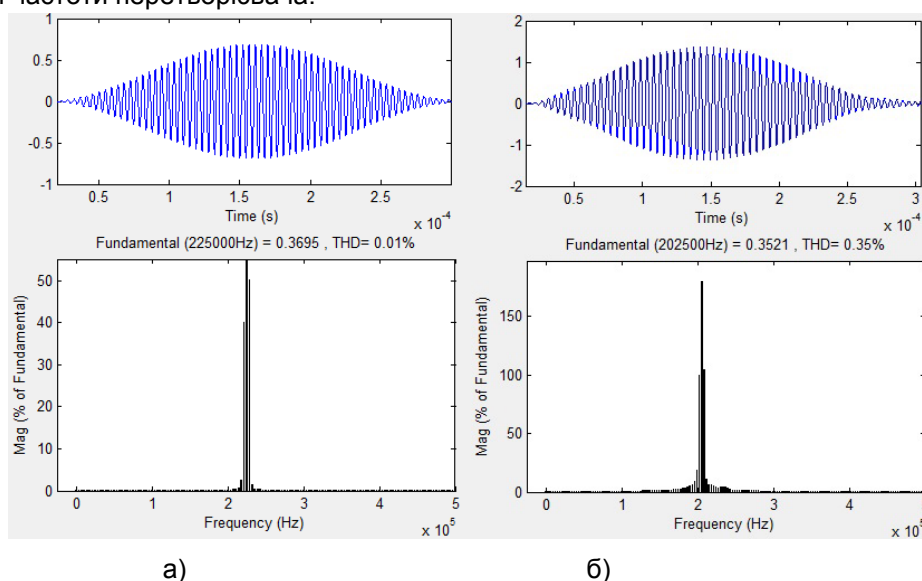 частоти перетворювача.
1
0.5
0
-0.5
-1
0.5
1
1.5
2
2.5
Time (s)
x 10⁻⁴
2
1
0
-1
-2
0.5
1
1.5
2
2.5
3
Time (s)
x 10⁻⁴
Fundamental (225000Hz) = 0.3695 , THD= 0.01%
50
40
30
20
10
0
Mag (% of Fundamental)
0
1
2
3
4
5
Frequency (Hz)
x 10⁵
Fundamental (202500Hz) = 0.3521 , THD= 0.35%
150
100
50
0
Mag (% of Fundamental)
0
1
2
3
4
Frequency (Hz)
x 10⁵
а)
б)